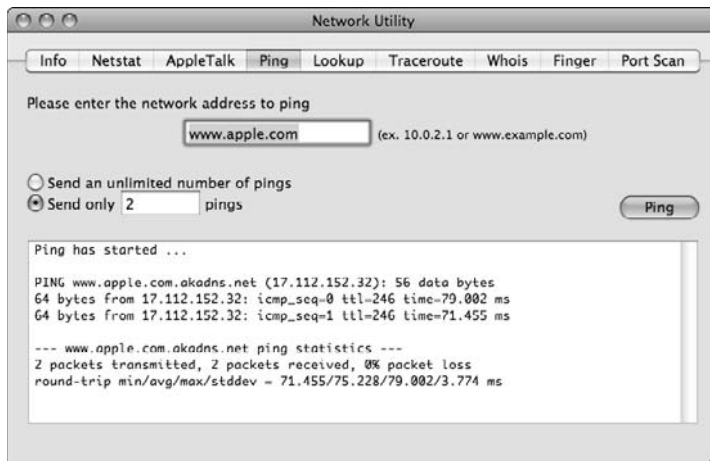 Network Utility
Info Netstat AppleTalk Ping Lookup Traceroute Whois Finger Port Scan
Please enter the network address to ping
www.apple.com (ex. 10.0.2.1 or www.example.com)
Send an unlimited number of pings
Send only 2 pings
Ping
Ping has started ...
PING www.apple.com.akadns.net (17.112.152.32): 56 data bytes
64 bytes from 17.112.152.32: icmp_seq=0 ttl=246 time=79.002 ms
64 bytes from 17.112.152.32: icmp_seq=1 ttl=246 time=71.455 ms
--- www.apple.com.akadns.net ping statistics ---
2 packets transmitted, 2 packets received, 0% packet loss
round-trip min/avg/max/stddev = 71.455/75.228/79.002/3.774 ms